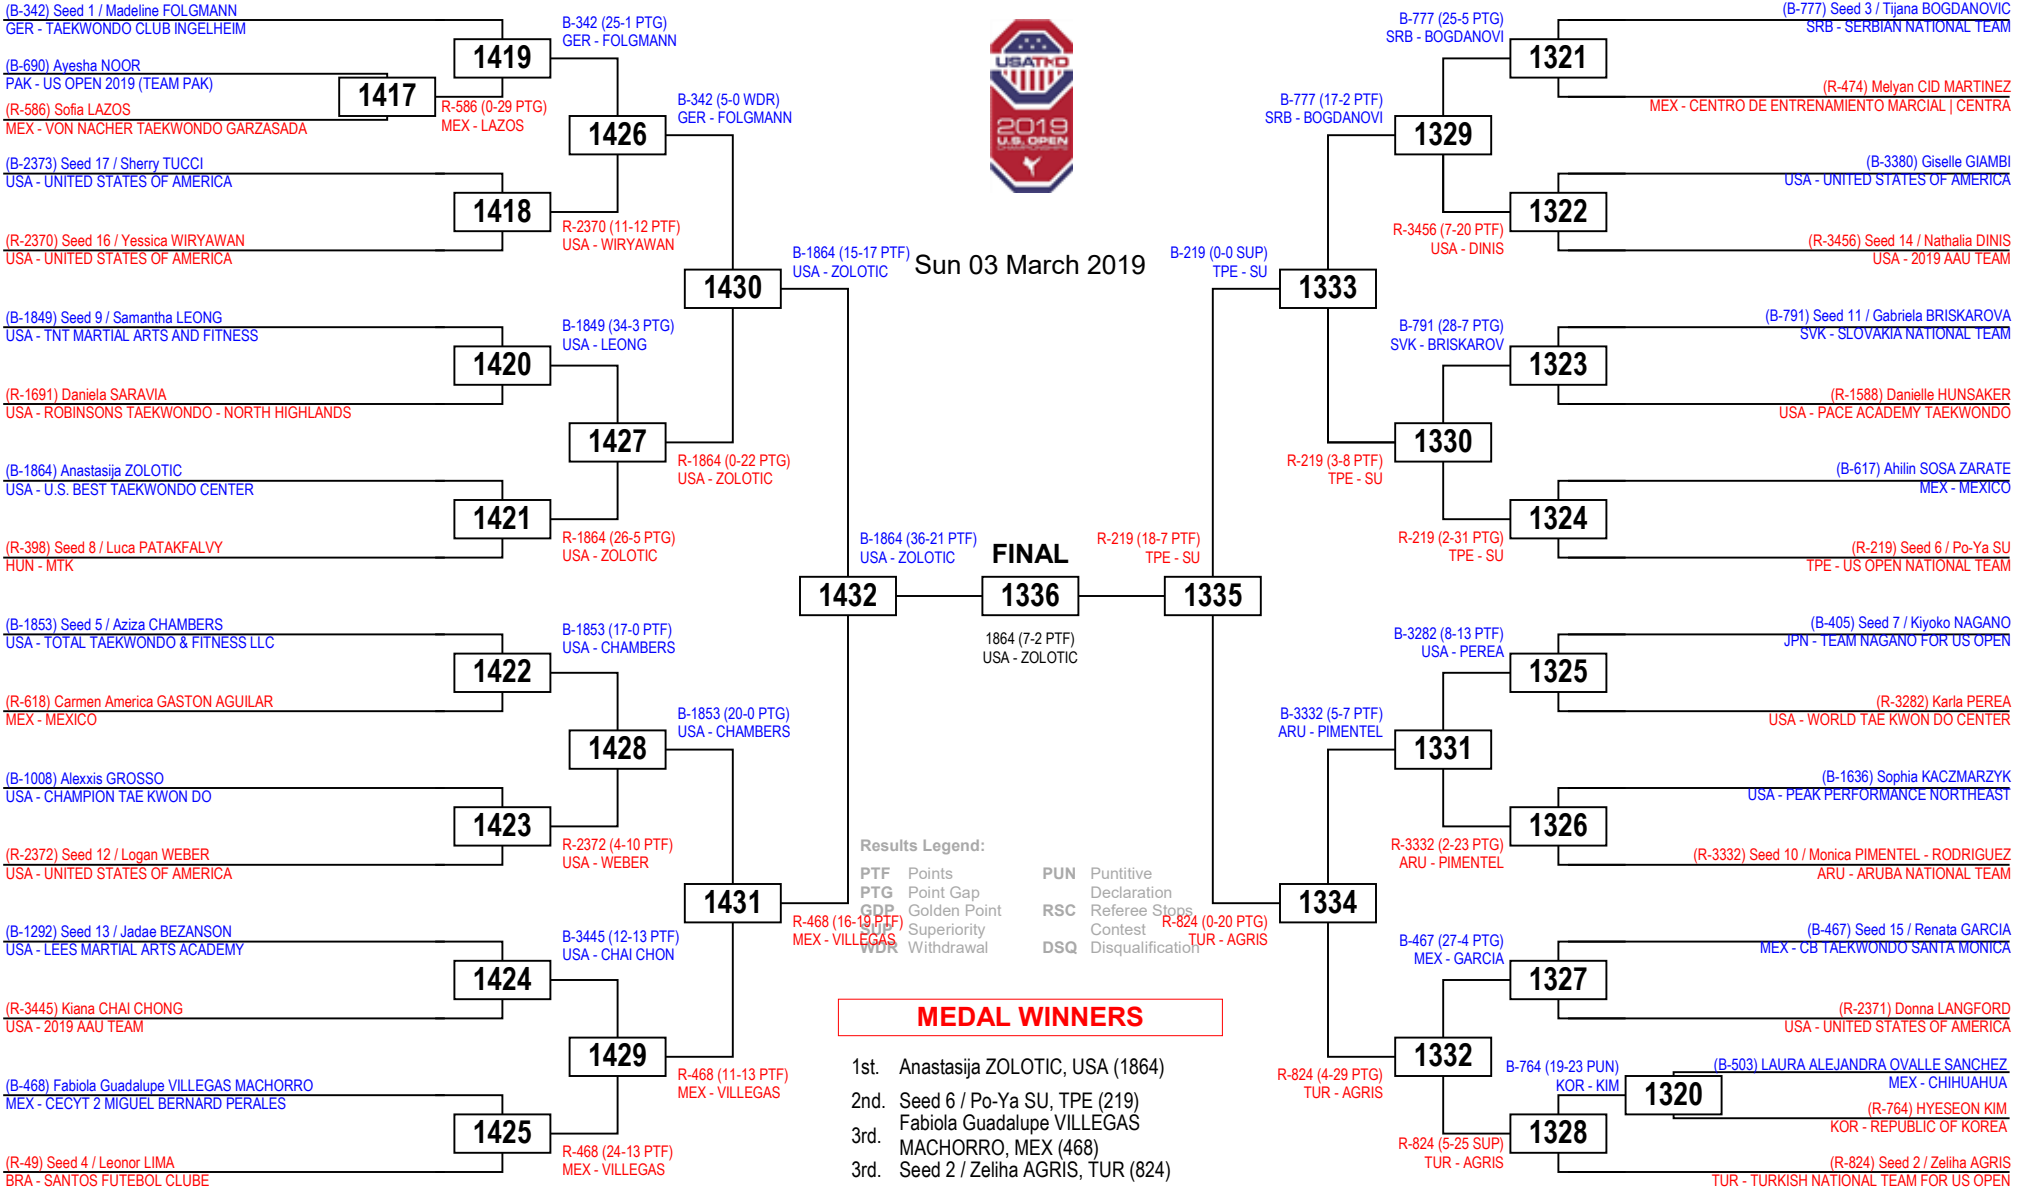 (B-342) Seed 1 / Madeline FOLGMANN
GER - TAEKWONDO CLUB INGELHEIM
(B-690) Ayesha NOOR
PAK - US OPEN 2019 (TEAM PAK)
(R-586) Sofia LAZOS
MEX - VON NACHER TAEKWONDO GARZASADA
(B-2373) Seed 17 / Sherry TUCCI
USA - UNITED STATES OF AMERICA
(R-2370) Seed 16 / Yessica WIRYAWAN
USA - UNITED STATES OF AMERICA
(B-1849) Seed 9 / Samantha LEONG
USA - TNT MARTIAL ARTS AND FITNESS
(R-1691) Daniela SARAVIA
USA - ROBINSONS TAEKWONDO - NORTH HIGHLANDS
(B-1864) Anastasija ZOLOTIC
USA - U.S. BEST TAEKWONDO CENTER
(R-398) Seed 8 / Luca PATAKFALVY
HUN - MTK
(B-1853) Seed 5 / Aziza CHAMBERS
USA - TOTAL TAEKWONDO & FITNESS LLC
(R-618) Carmen America GASTON AGUILAR
MEX - MEXICO
(B-1008) Alexxis GROSSO
USA - CHAMPION TAE KWON DO
(R-2372) Seed 12 / Logan WEBER
USA - UNITED STATES OF AMERICA
(B-1292) Seed 13 / Jadae BEZANSON
USA - LEES MARTIAL ARTS ACADEMY
(R-3445) Kiana CHAI CHONG
USA - 2019 AAU TEAM
(B-468) Fabiola Guadalupe VILLEGAS MACHORRO
MEX - CECYT 2 MIGUEL BERNARD PERALES
(R-49) Seed 4 / Leonor LIMA
BRA - SANTOS FUTEBOL CLUBE
1417
R-586 (0-29 PTG)
MEX - LAZOS
1419
1418
1420
1421
1422
1423
1424
1425
B-342 (25-1 PTG)
GER - FOLGMANN
R-2370 (11-12 PTF)
USA - WIRYAWAN
B-1849 (34-3 PTG)
USA - LEONG
R-1864 (26-5 PTG)
USA - ZOLOTIC
B-1853 (17-0 PTF)
USA - CHAMBERS
R-2372 (4-10 PTF)
USA - WEBER
B-3445 (12-13 PTF)
USA - CHAI CHON
R-468 (24-13 PTF)
MEX - VILLEGAS
1426
1427
1428
1429
B-342 (5-0 WDR)
GER - FOLGMANN
R-1864 (0-22 PTG)
USA - ZOLOTIC
B-1853 (20-0 PTG)
USA - CHAMBERS
R-468 (11-13 PTF)
MEX - VILLEGAS
1430
1431
B-1864 (15-17 PTF)
USA - ZOLOTIC
R-468 (16-19 PTF)
MEX - VILLEGAS
1432
B-1864 (36-21 PTF)
USA - ZOLOTIC
USATKD
2019
U.S. OPEN
CHAMPIONSHIPS
Sun 03 March 2019
FINAL
1336
1864 (7-2 PTF)
USA - ZOLOTIC
R-219 (18-7 PTF)
TPE - SU
1335
B-219 (0-0 SUP)
TPE - SU
R-824 (0-20 PTG)
TUR - AGRIS
1333
1334
B-777 (17-2 PTF)
SRB - BOGDANOVI
R-219 (3-8 PTF)
TPE - SU
B-3332 (5-7 PTF)
ARU - PIMENTEL
R-824 (4-29 PTG)
TUR - AGRIS
1329
1330
1331
1332
B-777 (25-5 PTG)
SRB - BOGDANOVI
R-3456 (7-20 PTF)
USA - DINIS
B-791 (28-7 PTG)
SVK - BRISKAROV
R-219 (2-31 PTG)
TPE - SU
B-3282 (8-13 PTF)
USA - PEREA
R-3332 (2-23 PTG)
ARU - PIMENTEL
B-467 (27-4 PTG)
MEX - GARCIA
R-824 (5-25 SUP)
TUR - AGRIS
1321
1322
1323
1324
1325
1326
1327
1328
B-764 (19-23 PUN)
KOR - KIM
1320
(B-777) Seed 3 / Tijana BOGDANOVIC
SRB - SERBIAN NATIONAL TEAM
(R-474) Melyan CID MARTINEZ
MEX - CENTRO DE ENTRENAMIENTO MARCIAL | CENTRA
(B-3380) Giselle GIAMBI
USA - UNITED STATES OF AMERICA
(R-3456) Seed 14 / Nathalia DINIS
USA - 2019 AAU TEAM
(B-791) Seed 11 / Gabriela BRISKAROVA
SVK - SLOVAKIA NATIONAL TEAM
(R-1588) Danielle HUNSAKER
USA - PACE ACADEMY TAEKWONDO
(B-617) Ahilin SOSA ZARATE
MEX - MEXICO
(R-219) Seed 6 / Po-Ya SU
TPE - US OPEN NATIONAL TEAM
(B-405) Seed 7 / Kiyoko NAGANO
JPN - TEAM NAGANO FOR US OPEN
(R-3282) Karla PEREA
USA - WORLD TAE KWON DO CENTER
(B-1636) Sophia KACZMARZYK
USA - PEAK PERFORMANCE NORTHEAST
(R-3332) Seed 10 / Monica PIMENTEL - RODRIGUEZ
ARU - ARUBA NATIONAL TEAM
(B-467) Seed 15 / Renata GARCIA
MEX - CB TAEKWONDO SANTA MONICA
(R-2371) Donna LANGFORD
USA - UNITED STATES OF AMERICA
(B-503) LAURA ALEJANDRA OVALLE SANCHEZ
MEX - CHIHUAHUA
(R-764) HYESEON KIM
KOR - REPUBLIC OF KOREA
(R-824) Seed 2 / Zeliha AGRIS
TUR - TURKISH NATIONAL TEAM FOR US OPEN
Results Legend:
PTF Points
PTG Point Gap
GDP Golden Point
SUP Superiority
WDR Withdrawal
PUN Puntitive
Declaration
RSC Referee Stops
Contest
DSQ Disqualification
MEDAL WINNERS
1st. Anastasija ZOLOTIC, USA (1864)
2nd. Seed 6 / Po-Ya SU, TPE (219)
3rd. Fabiola Guadalupe VILLEGAS
MACHORRO, MEX (468)
3rd. Seed 2 / Zeliha AGRIS, TUR (824)